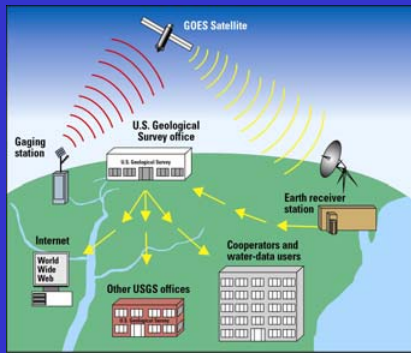 GOES Satellite
U.S. Geological
Survey office
Gaging
station
U.S. Geological Survey
Earth receiver
station
Internet
World
Wide
Web
Cooperators and
water-data users
Other USGS offices
U.S. Geological Survey